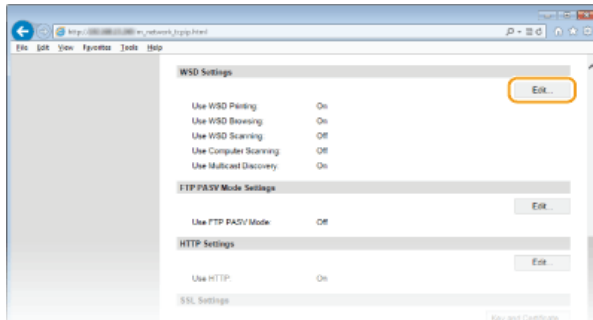 /m_network_tcpip.html
File Edit View Favorites Tools Help
WSD Settings
Edit...
Use WSD Printing: On
Use WSD Browsing: On
Use WSD Scanning: Off
Use Computer Scanning: Off
Use Multicast Discovery: On
FTP PASV Mode Settings
Edit...
Use FTP PASV Mode: Off
HTTP Settings
Edit...
Use HTTP: On
SSL Settings
Key and Certificate...